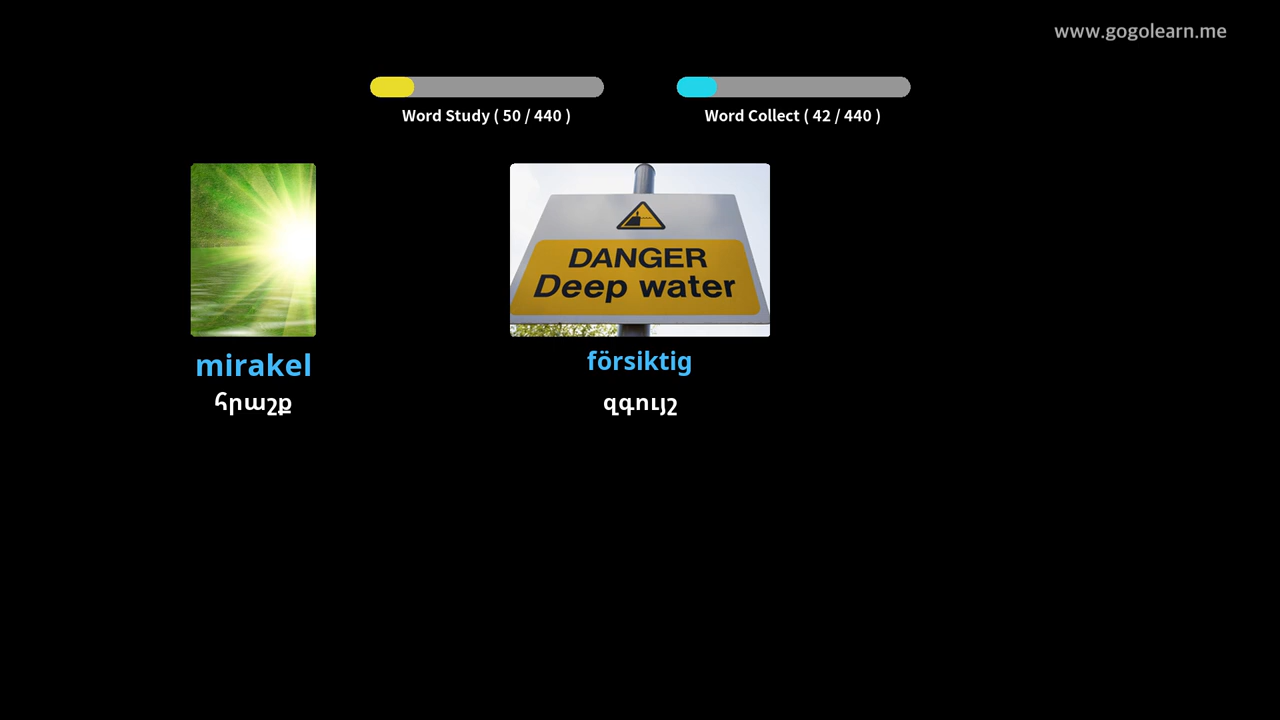 www.gogolearn.me
Word Study ( 50 / 440 )
Word Collect ( 42 / 440 )
DANGER
Deep water
mirakel
հրաշք
försiktig
զգույշ